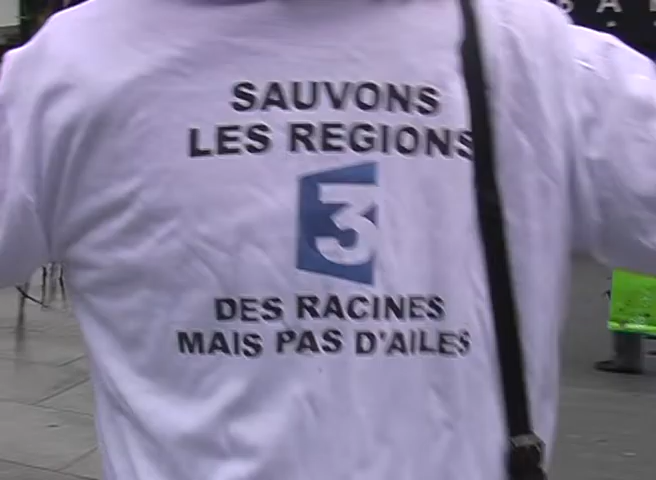 SAUVONS
LES REGIONS
3
DES RACINES
MAIS PAS D'AILES